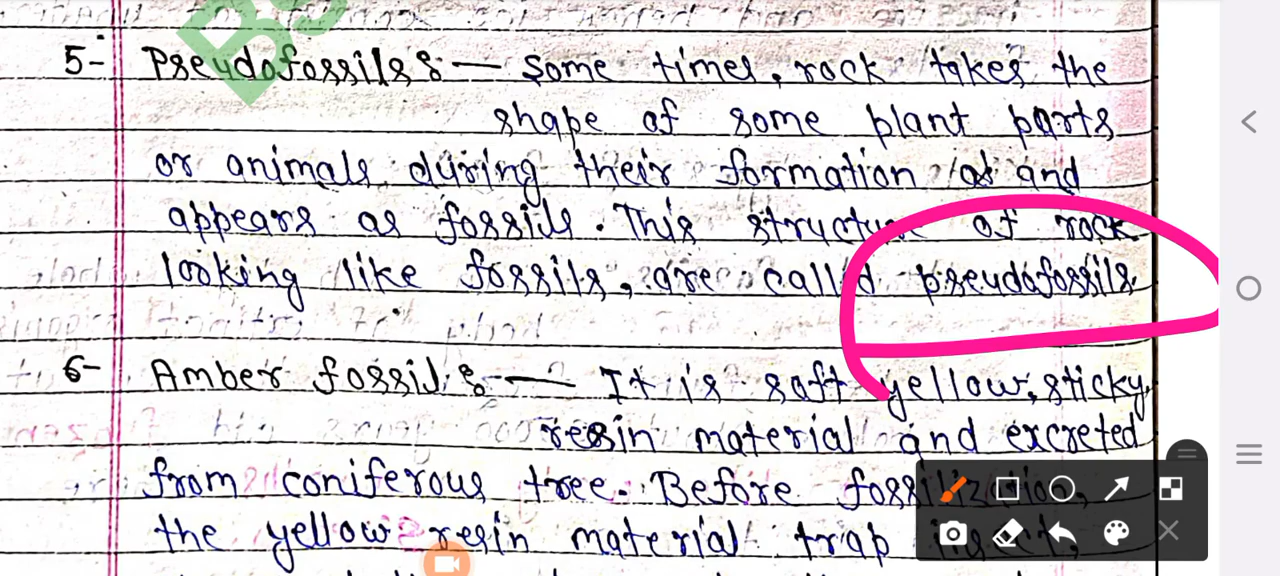 5- Pseudofossils :— Some times, rock takes the
shape of some plant parts
or animals during their formation and
appears as fossils. This structure of rock
looking like fossils, are called pseudofossils
6- Amber fossils :— It is soft yellow, sticky
resin material and excreted
from coniferous tree. Before fossilization,
the yellow resin material trap insect,